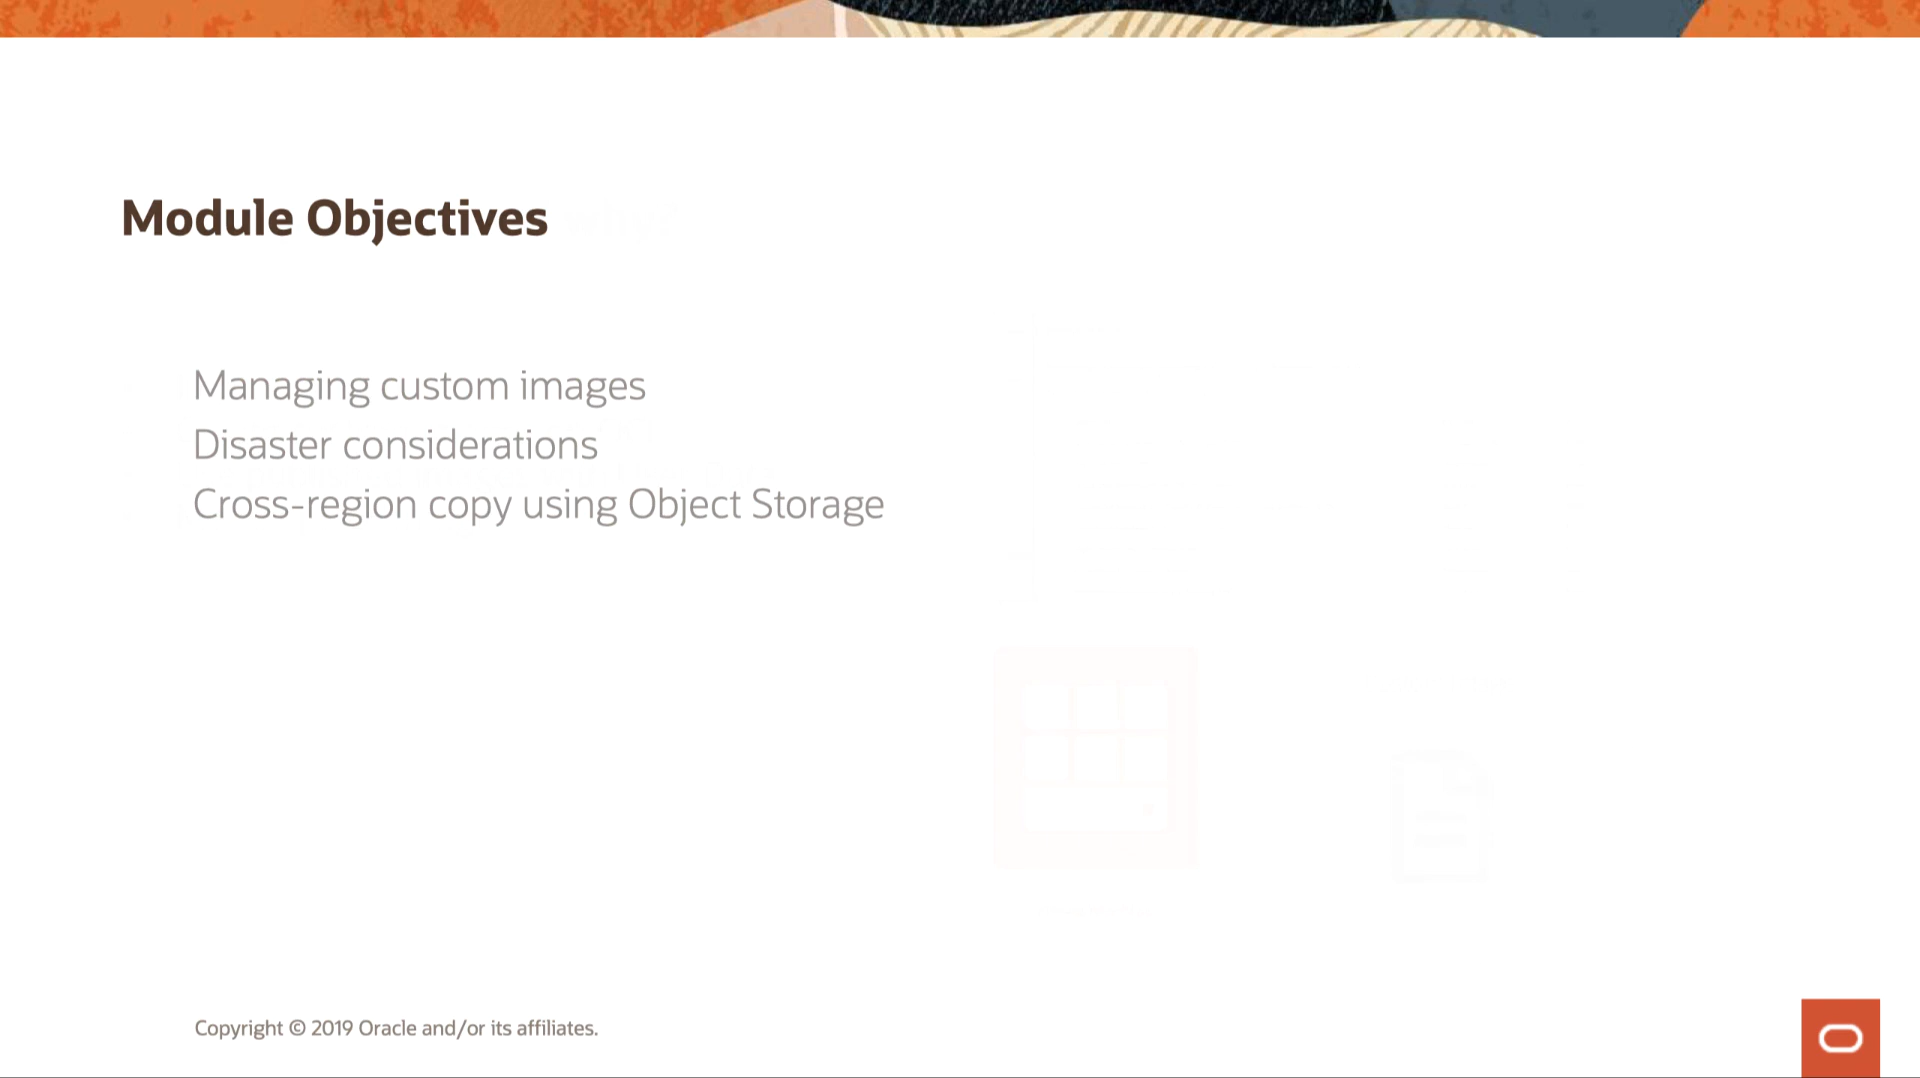 Module Objectives
Managing custom images
Disaster considerations
Cross-region copy using Object Storage
Copyright © 2019 Oracle and/or its affiliates.